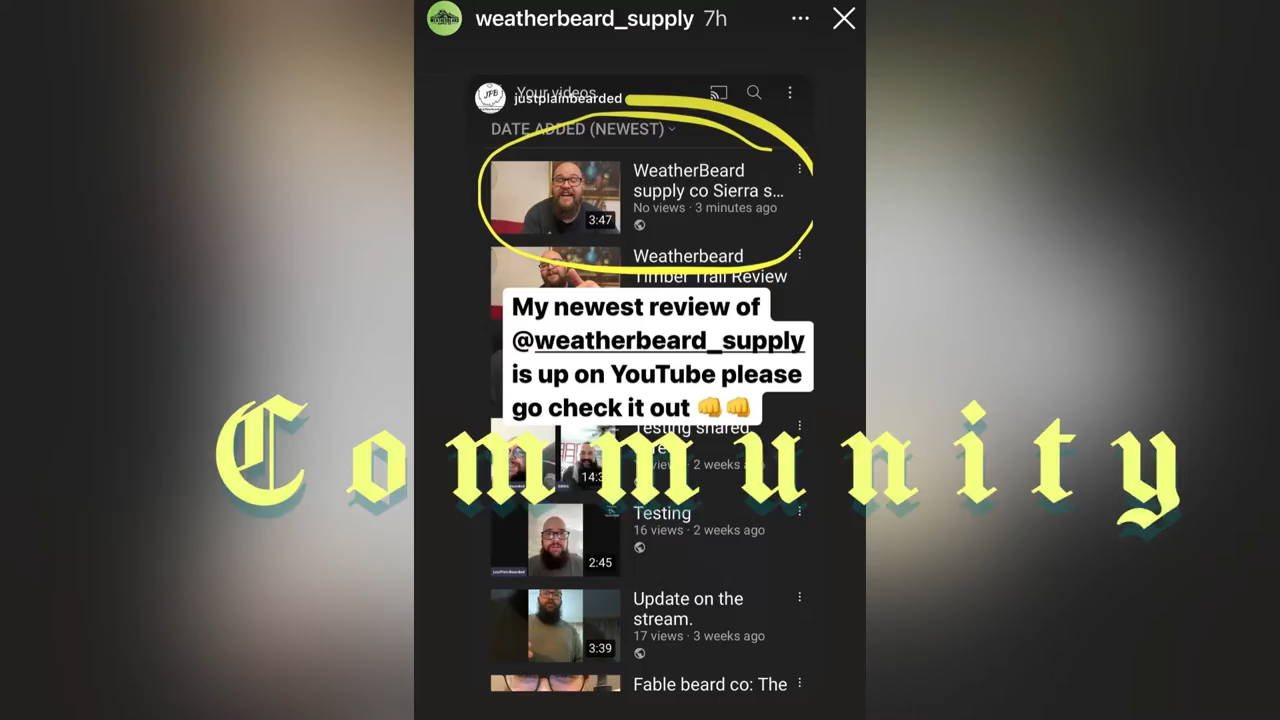 weatherbeard_supply 7h
Your videos
justplainbearded
DATE ADDED (NEWEST)
WeatherBeard
supply co Sierra s...
No views · 3 minutes ago
3:47
Weatherbeard
Timber Trail Review
My newest review of
@weatherbeard_supply
is up on YouTube please
go check it out 👊👊
Testing shared
2 weeks
Community
Testing
16 views · 2 weeks ago
2:45
Update on the
stream.
17 views · 3 weeks ago
3:39
Fable beard co: The